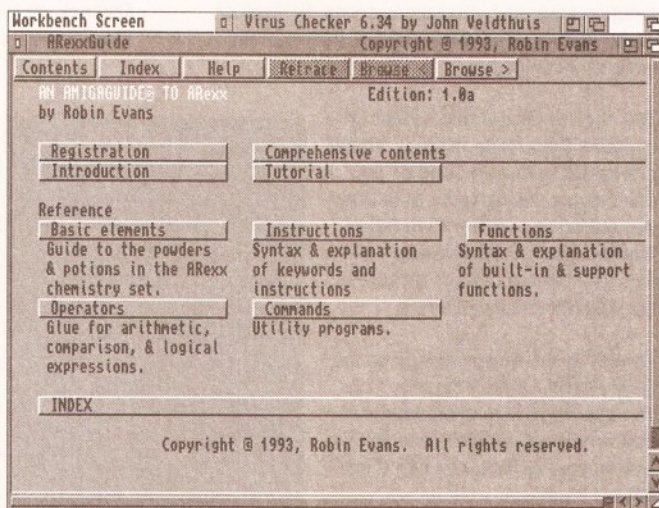 Workbench Screen Virus Checker 6.34 by John Veldthuis
ARexxGuide Copyright © 1993, Robin Evans
Contents Index Help Retrace Browse < Browse >
AN AMIGAGUIDE® TO ARexx Edition: 1.0a
by Robin Evans
Registration Comprehensive contents
Introduction Tutorial
Reference
Basic elements Instructions Functions
Guide to the powders Syntax & explanation Syntax & explanation
& potions in the ARexx of keywords and of built-in & support
chemistry set. instructions functions.
Operators Commands
Glue for arithmetic, Utility programs.
comparison, & logical
expressions.
INDEX
Copyright © 1993, Robin Evans. All rights reserved.